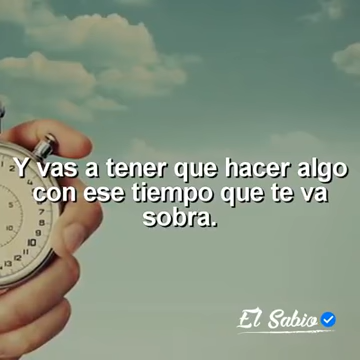 Y vas a tener que hacer algo
con ese tiempo que te va
sobra.
El Sabio